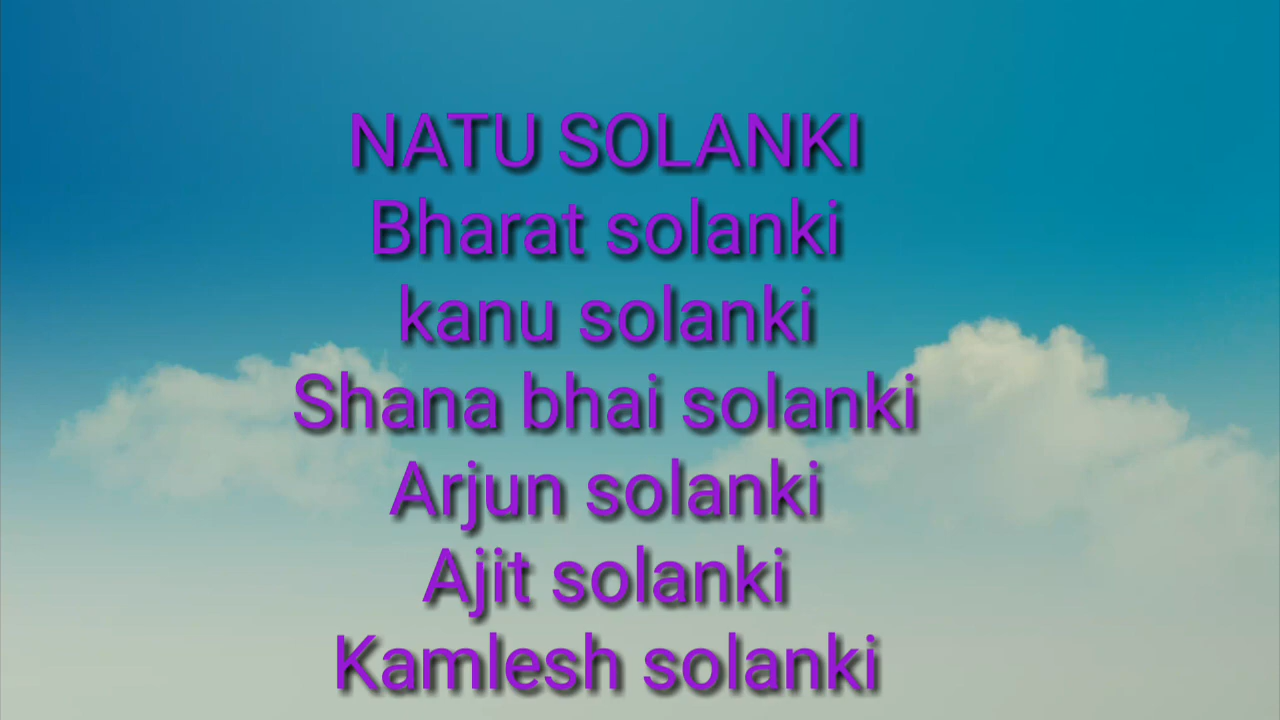 NATU SOLANKI
Bharat solanki
kanu solanki
Shana bhai solanki
Arjun solanki
Ajit solanki
Kamlesh solanki